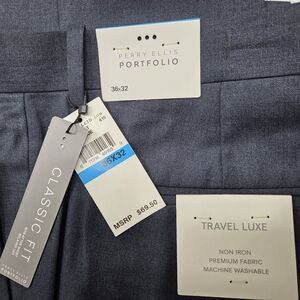 PERRY ELLIS
PORTFOLIO
36x32
36X32
MSRP $69.50
CLASSIC FIT
TRAVEL LUXE
NON IRON
PREMIUM FABRIC
MACHINE WASHABLE